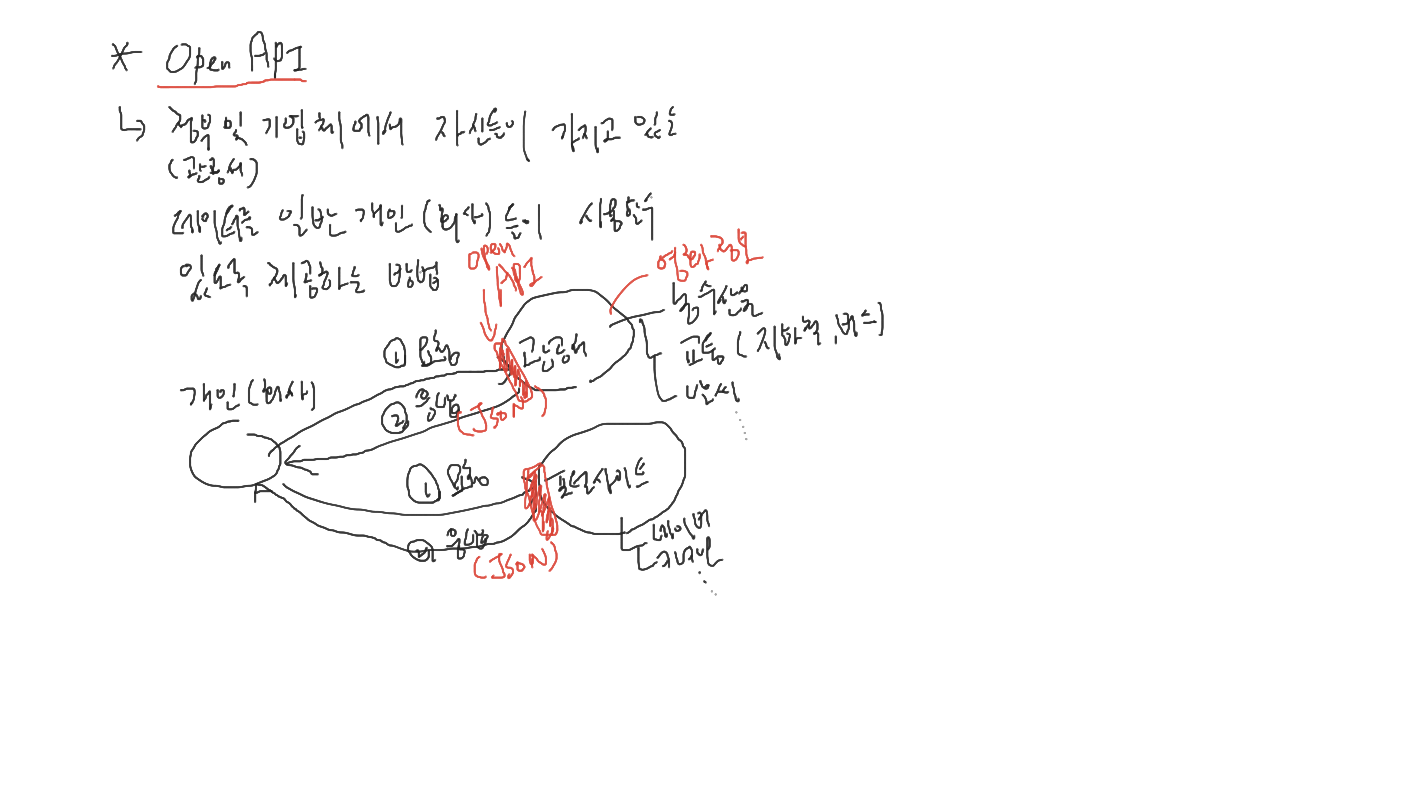 * Open API
↳ 정부 및 기업체에서 자신들이 가지고 있는
(관공서)
데이터를 일반 개인(회사)들이 사용할수
있도록 제공하는 방법
open
API
영화정보
농수산물
교통 (지하철, 버스)
날씨
① 요청
관공서
개인(회사)
② 응답
(JSON)
① 요청
포털사이트
② 응답
(JSON)
네이버